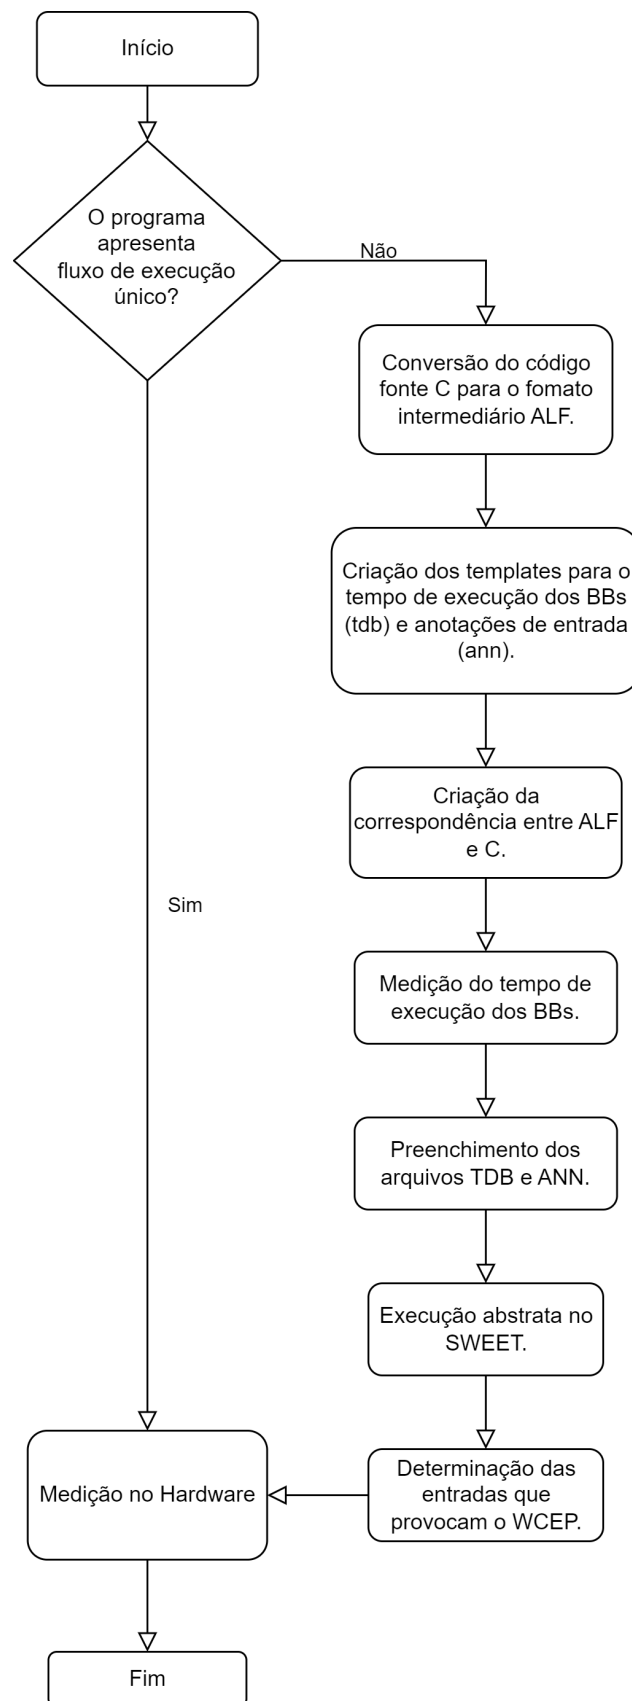 Início
O programa
apresenta
fluxo de execução
único?
Não
Conversão do código
fonte C para o fomato
intermediário ALF.
Criação dos templates para o
tempo de execução dos BBs
(tdb) e anotações de entrada
(ann).
Criação da
correspondência entre ALF
e C.
Sim
Medição do tempo de
execução dos BBs.
Preenchimento dos
arquivos TDB e ANN.
Execução abstrata no
SWEET.
Determinação das
entradas que
provocam o WCEP.
Medição no Hardware
Fim